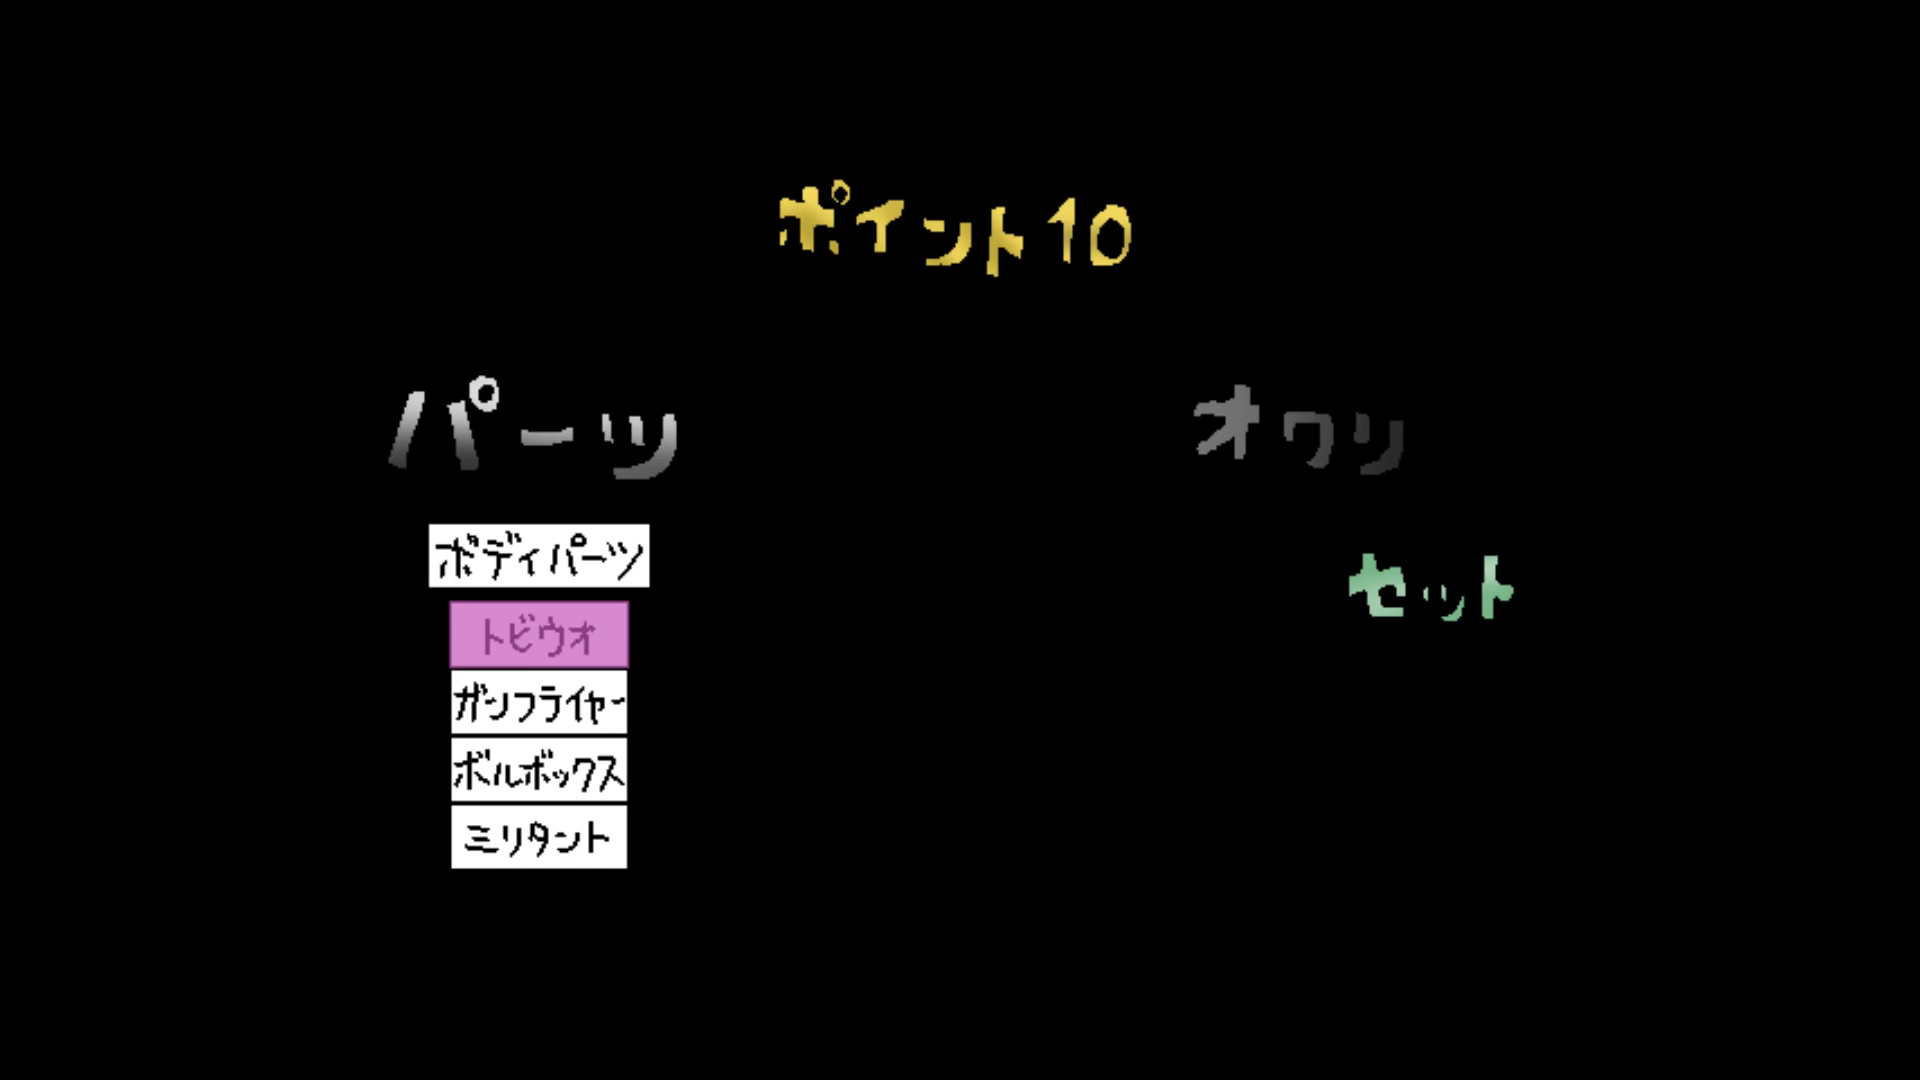 ポイント10
パーツ
オワリ
ボディパーツ
セット
トビウオ
ガンフライヤー
ボルボックス
ミリタント